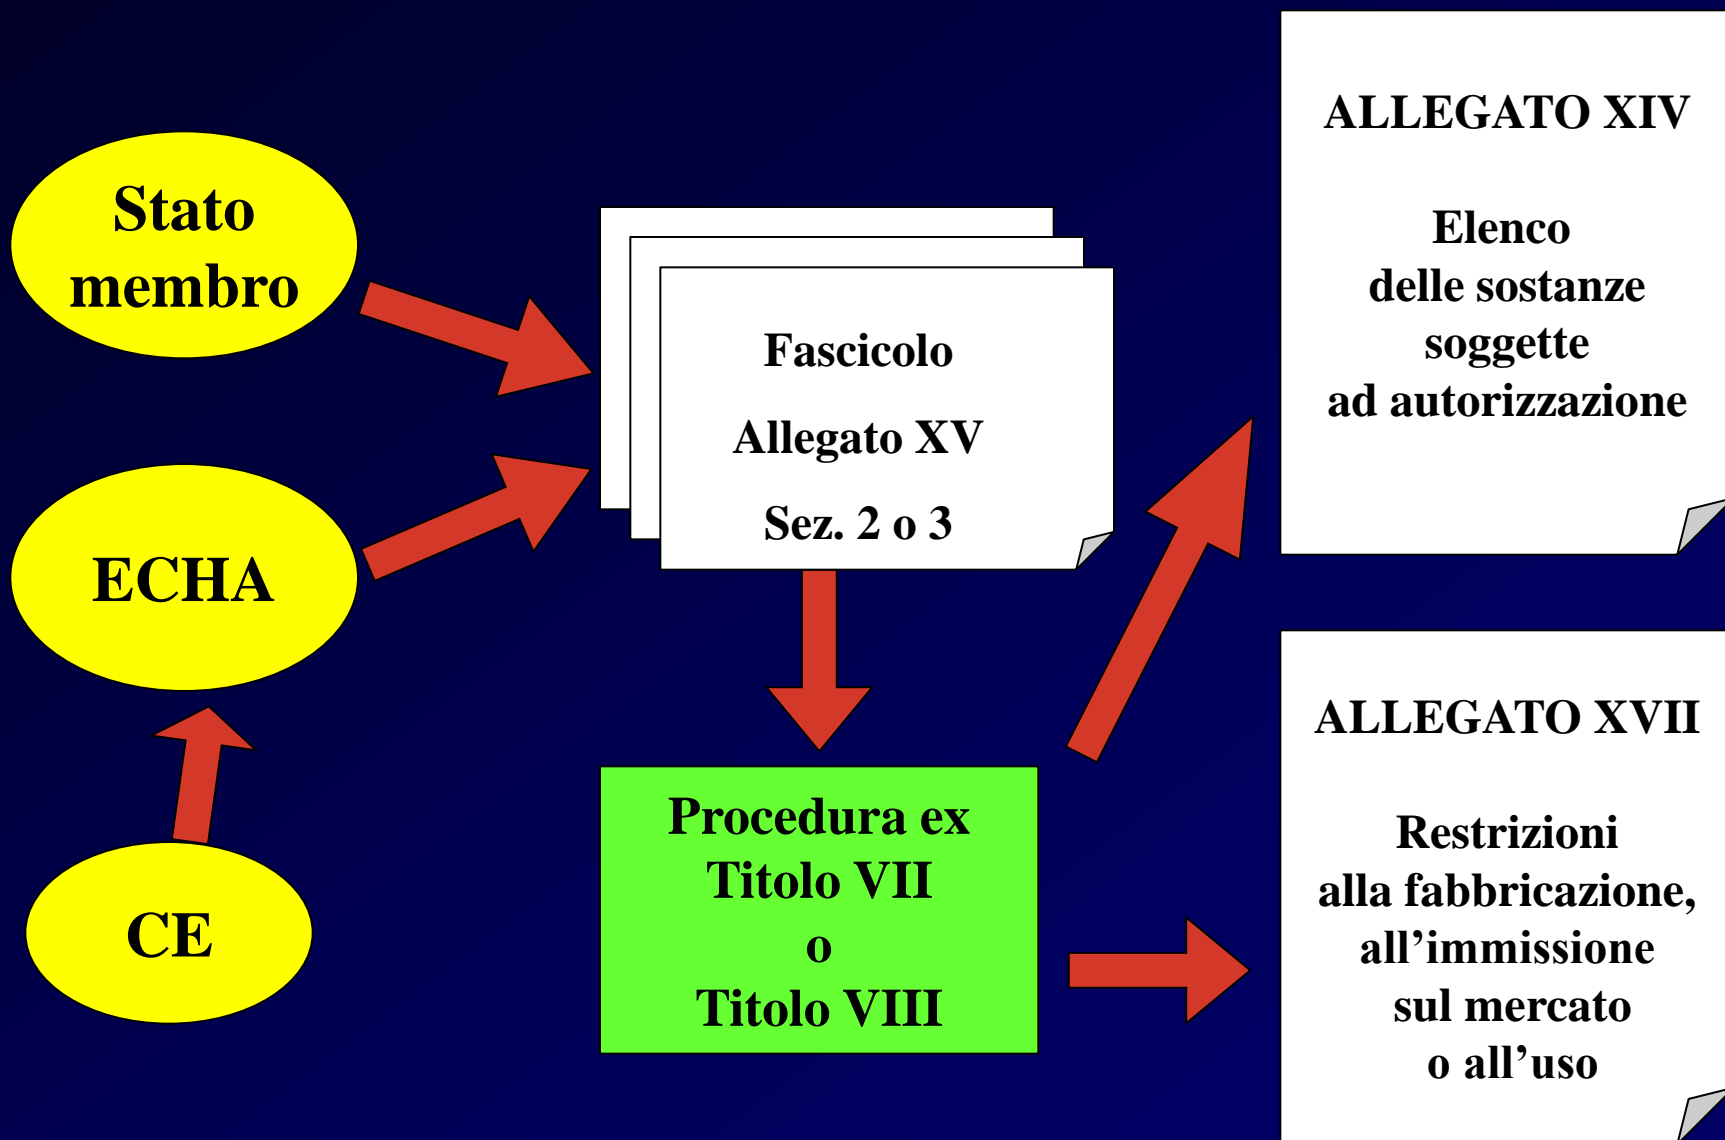 Stato
membro
ECHA
CE
Fascicolo
Allegato XV
Sez. 2 o 3
Procedura ex
Titolo VII
o
Titolo VIII
ALLEGATO XIV
Elenco
delle sostanze
soggette
ad autorizzazione
ALLEGATO XVII
Restrizioni
alla fabbricazione,
all’immissione
sul mercato
o all’uso